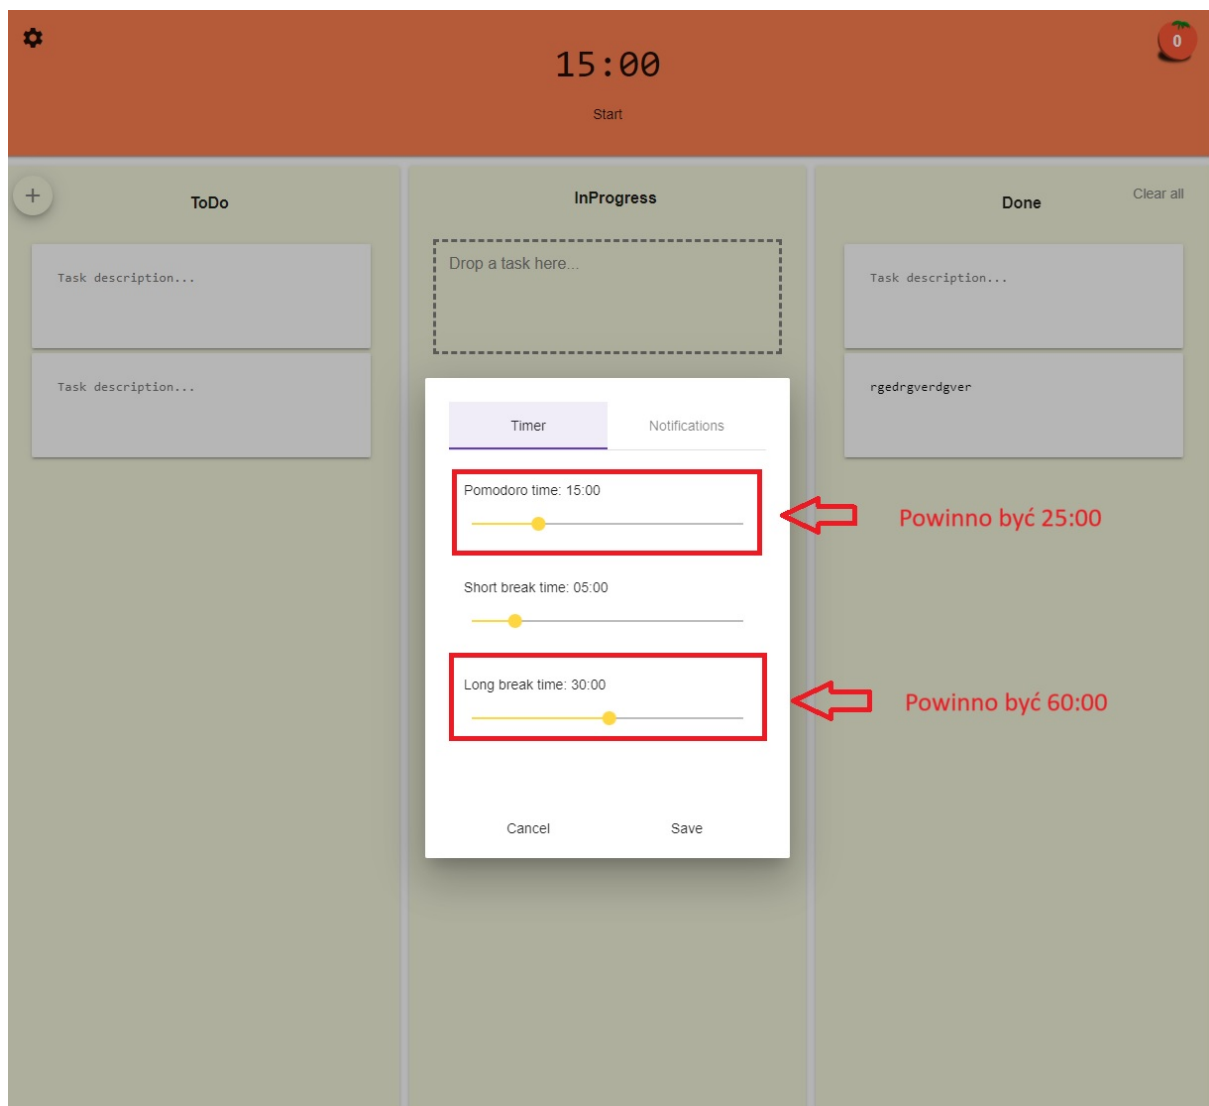 0
15:00
Start
ToDo
InProgress
Done
Clear all
Task description...
Drop a task here...
Task description...
Task description...
rgedrgverdgver
Timer
Notifications
Pomodoro time: 15:00
Powinno być 25:00
Short break time: 05:00
Long break time: 30:00
Powinno być 60:00
Cancel
Save